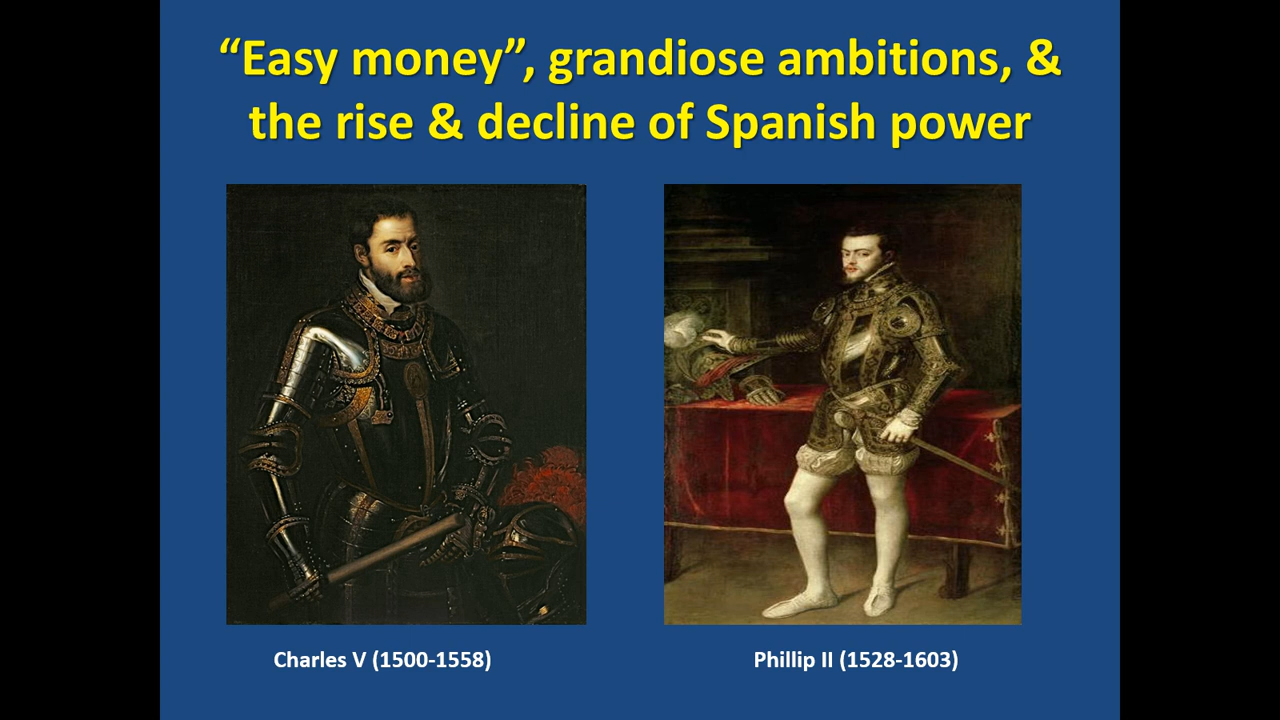 “Easy money”, grandiose ambitions, &
the rise & decline of Spanish power
Charles V (1500-1558)
Phillip II (1528-1603)